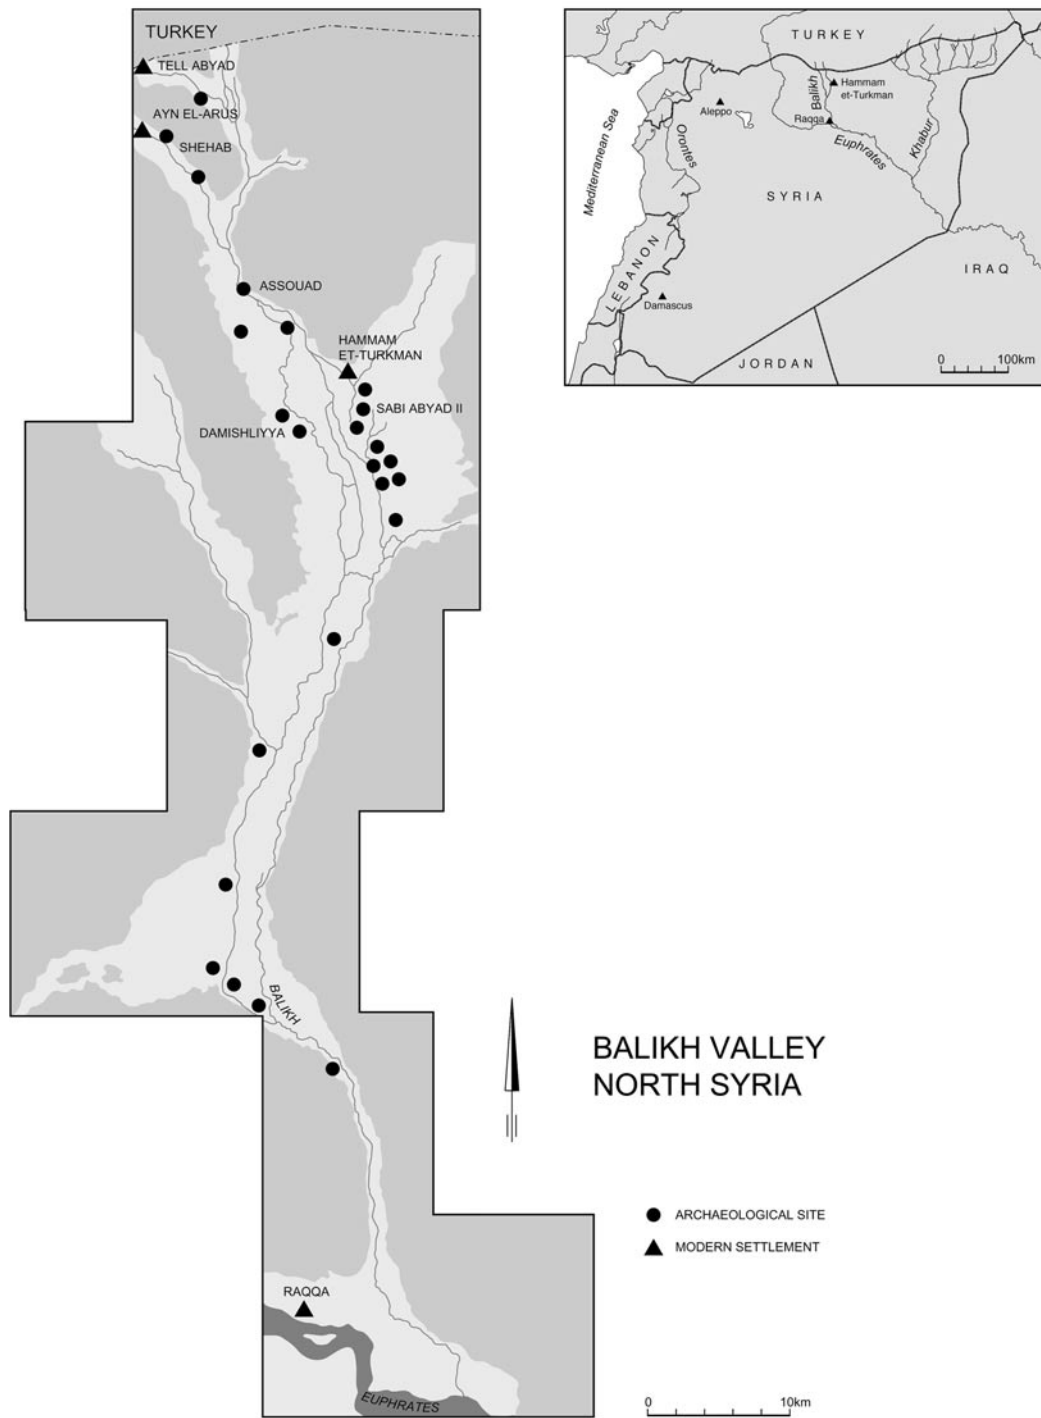 TURKEY
TELL ABYAD
AYN EL-ARUS
SHEHAB
ASSOUAD
HAMMAM
ET-TURKMAN
SABI ABYAD II
DAMISHLIYYA
BALIKH
RAQQA
EUPHRATES
TURKEY
Hammam
et-Turkman
Balikh
Aleppo
Raqqa
Mediterranean Sea
Orontes
Euphrates
Khabur
SYRIA
LEBANON
IRAQ
Damascus
JORDAN
0 100km
BALIKH VALLEY
NORTH SYRIA
ARCHAEOLOGICAL SITE
MODERN SETTLEMENT
0 10km